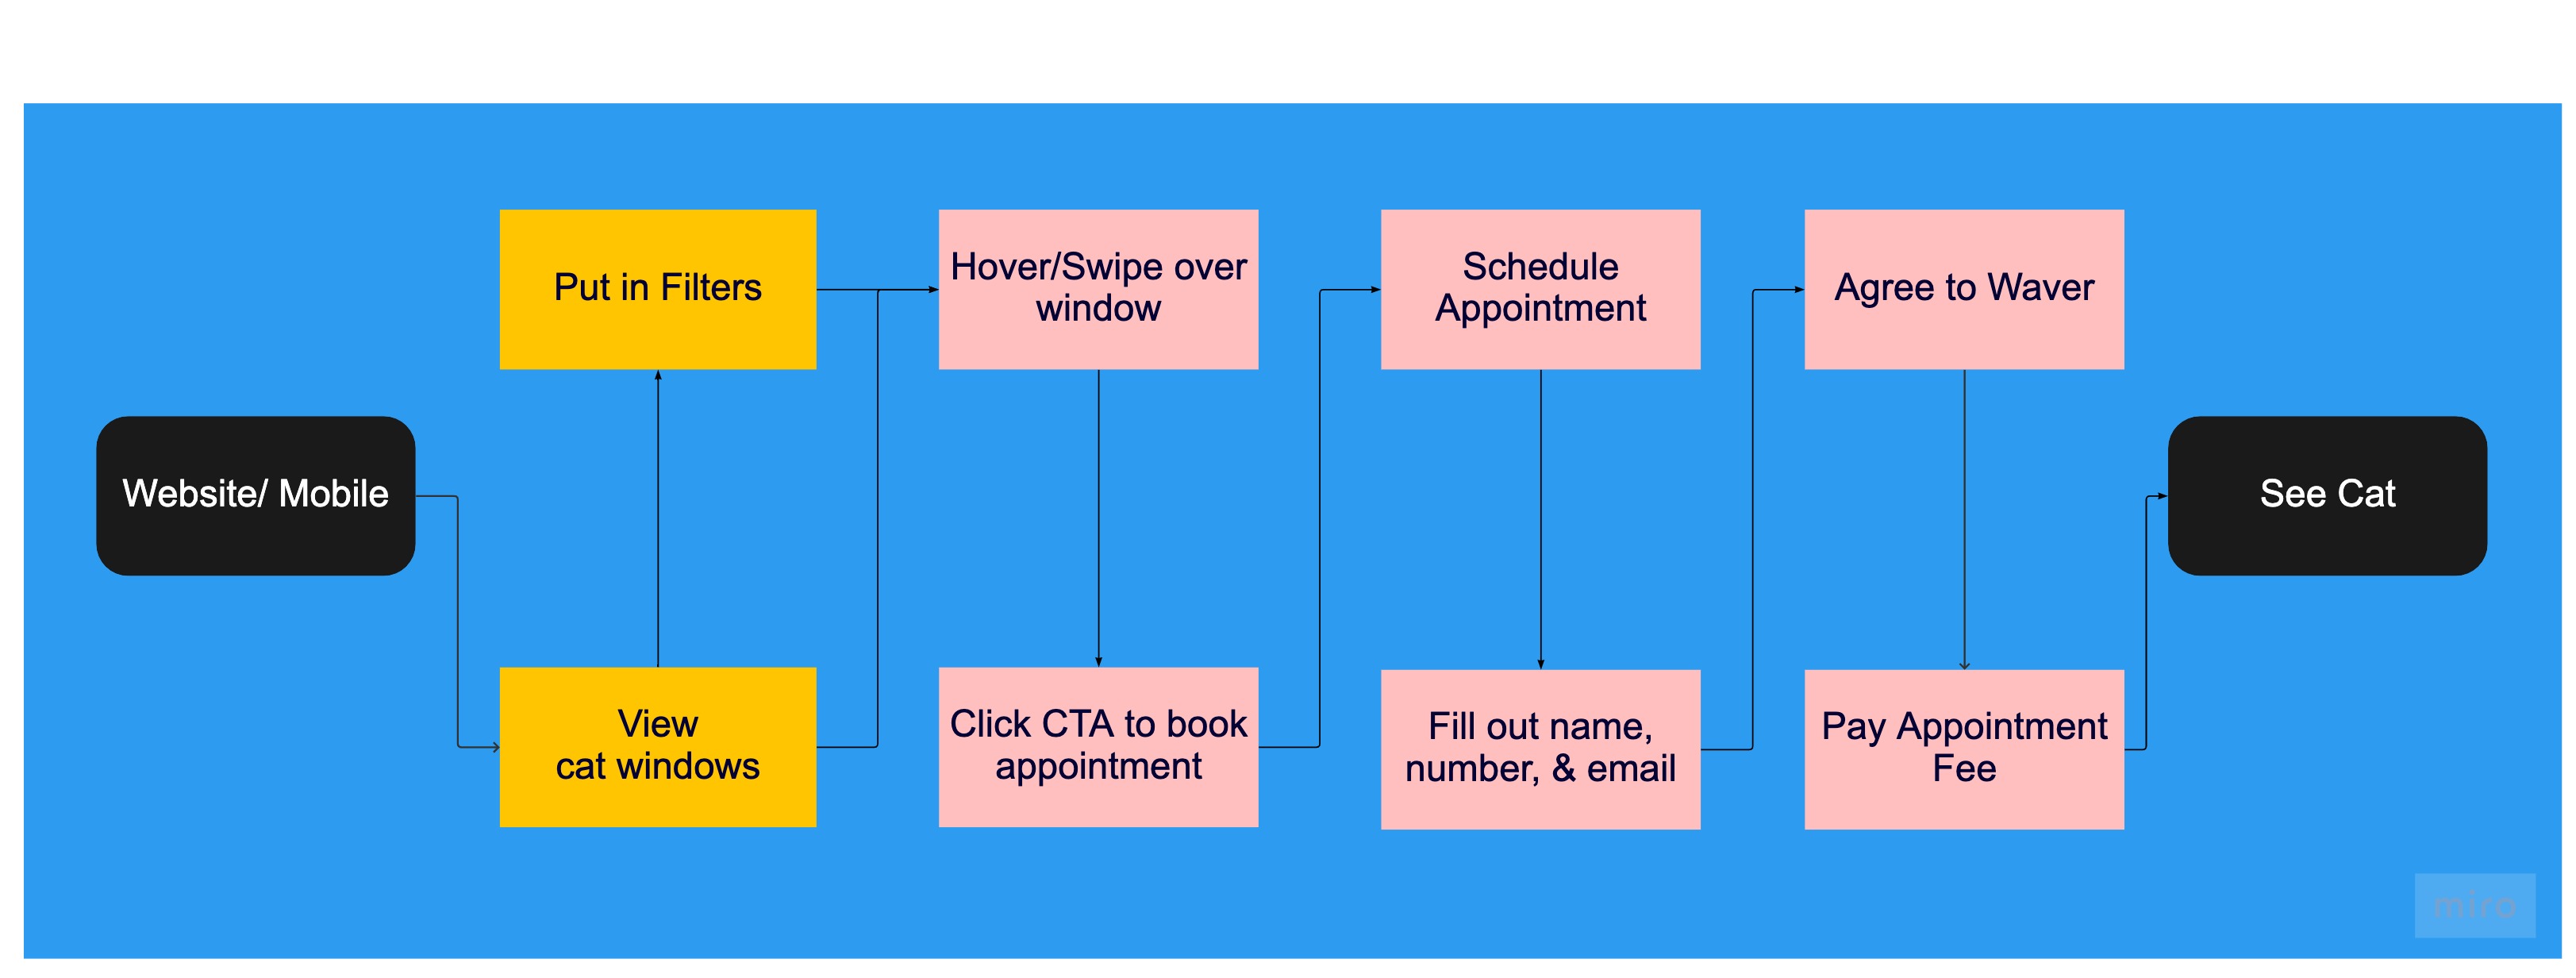 Put in Filters
Hover/Swipe over
window
Schedule
Appointment
Agree to Waver
Website/ Mobile
See Cat
View
cat windows
Click CTA to book
appointment
Fill out name,
number, & email
Pay Appointment
Fee
miro